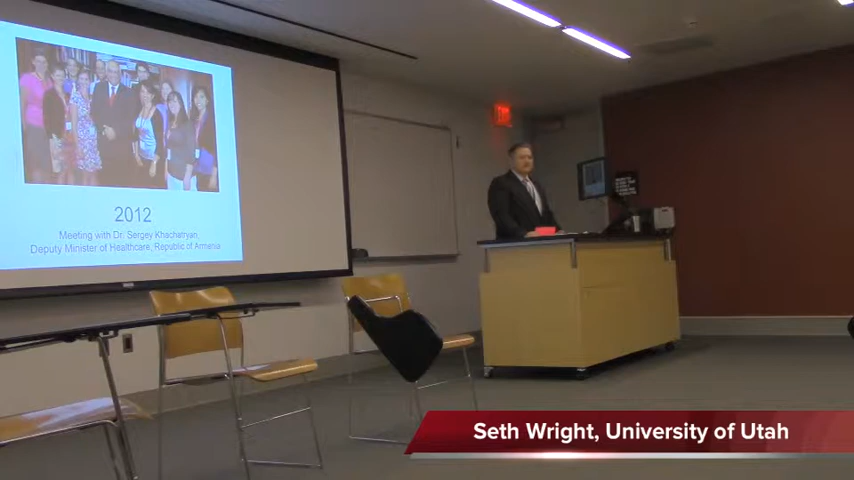 2012
Meeting with Dr. Sergey Khachatryan
Deputy Minister of Healthcare, Republic of Armenia
EXIT
Seth Wright, University of Utah